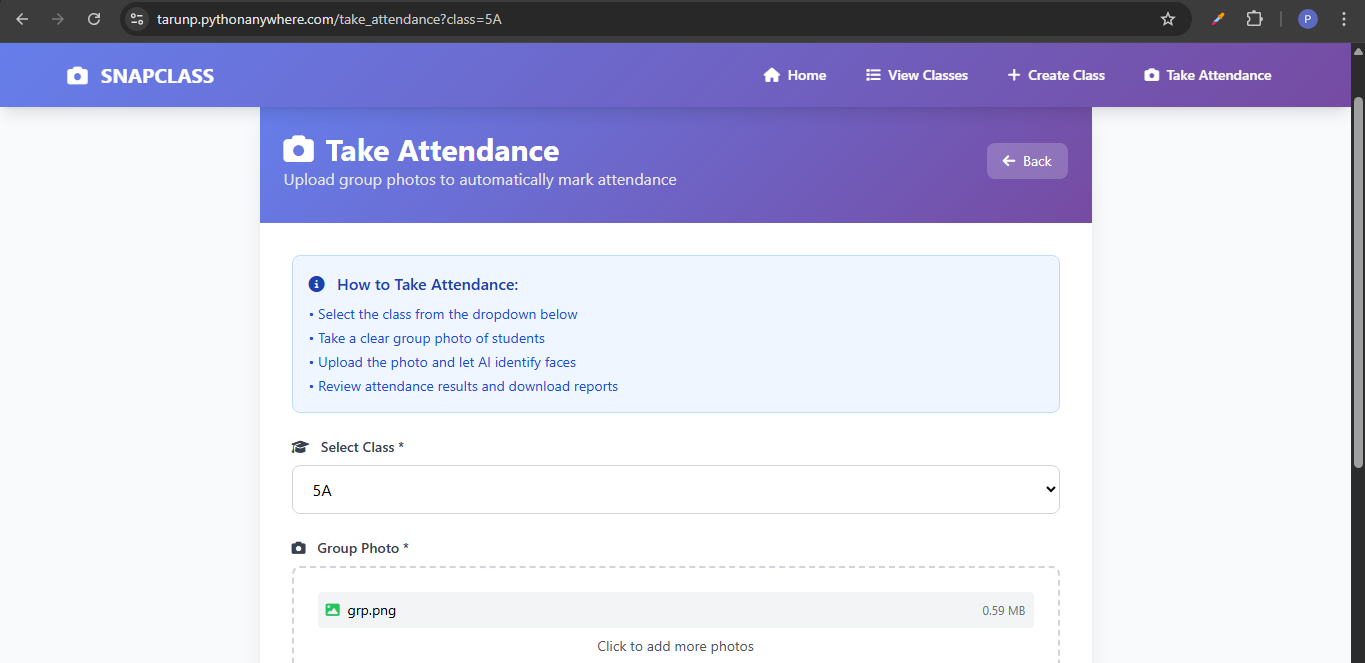 tarunp.pythonanywhere.com/take_attendance?class=5A
P
SNAPCLASS
Home
View Classes
Create Class
Take Attendance
Take Attendance
Upload group photos to automatically mark attendance
Back
How to Take Attendance:
• Select the class from the dropdown below
• Take a clear group photo of students
• Upload the photo and let AI identify faces
• Review attendance results and download reports
Select Class *
5A
Group Photo *
grp.png 0.59 MB
Click to add more photos